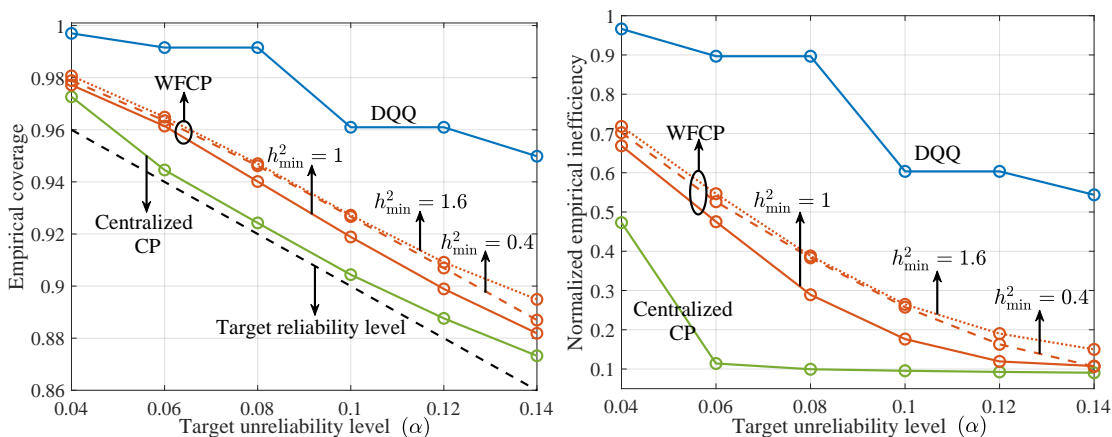 Empirical coverage
1
0.98
0.96
0.94
0.92
0.9
0.88
0.86
0.04
0.06
0.08
0.1
0.12
0.14
Target unreliability level (α)
WFCP
DQQ
h²min = 1
h²min = 1.6
h²min = 0.4
Centralized
CP
Target reliability level
Normalized empirical inefficiency
1
0.9
0.8
0.7
0.6
0.5
0.4
0.3
0.2
0.1
0.04
0.06
0.08
0.1
0.12
0.14
Target unreliability level (α)
WFCP
DQQ
h²min = 1
h²min = 1.6
h²min = 0.4
Centralized
CP